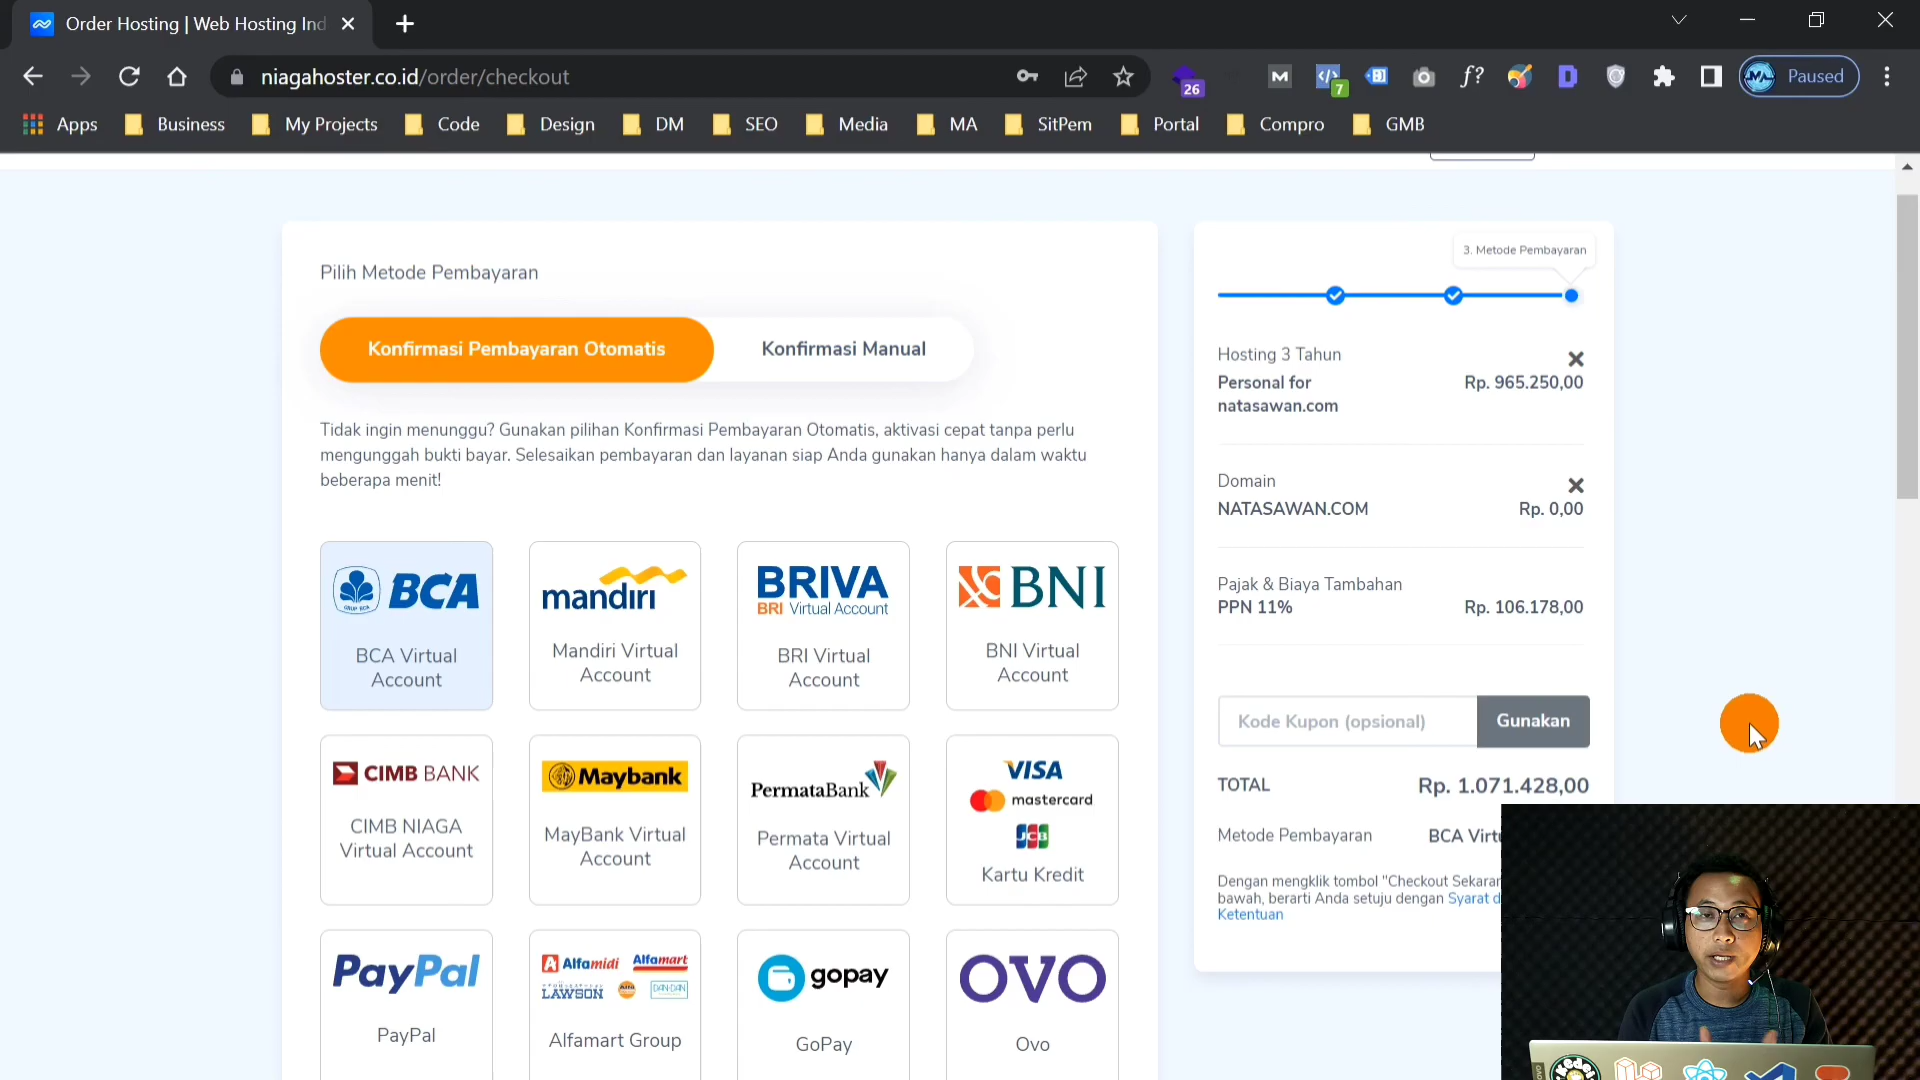 Order Hosting | Web Hosting Ind
niagahoster.co.id/order/checkout
26
M
7
f?
D
Paused
Apps
Business
My Projects
Code
Design
DM
SEO
Media
MA
SitPem
Portal
Compro
GMB
Pilih Metode Pembayaran
Konfirmasi Pembayaran Otomatis
Konfirmasi Manual
Tidak ingin menunggu? Gunakan pilihan Konfirmasi Pembayaran Otomatis, aktivasi cepat tanpa perlu
mengunggah bukti bayar. Selesaikan pembayaran dan layanan siap Anda gunakan hanya dalam waktu
beberapa menit!
BCA
BCA Virtual
Account
mandırı
Mandiri Virtual
Account
BRIVA
BRI Virtual Account
BRI Virtual
Account
BNI
BNI Virtual
Account
CIMB BANK
CIMB NIAGA
Virtual Account
Maybank
MayBank Virtual
Account
PermataBank
Permata Virtual
Account
VISA
mastercard
JCB
Kartu Kredit
PayPal
PayPal
Alfamidi Alfamart
LAWSON DAN+DAN
Alfamart Group
gopay
GoPay
OVO
Ovo
3. Metode Pembayaran
Hosting 3 Tahun
Personal for
natasawan.com
Rp. 965.250,00
Domain
NATASAWAN.COM
Rp. 0,00
Pajak & Biaya Tambahan
PPN 11%
Rp. 106.178,00
Kode Kupon (opsional)
Gunakan
TOTAL
Rp. 1.071.428,00
Metode Pembayaran
BCA Virtu
Dengan mengklik tombol "Checkout Sekaran
bawah, berarti Anda setuju dengan Syarat d
Ketentuan